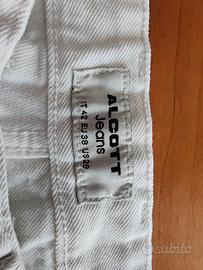 ALCOTT
Jeans
IT 42 EU 38 US 28
subito